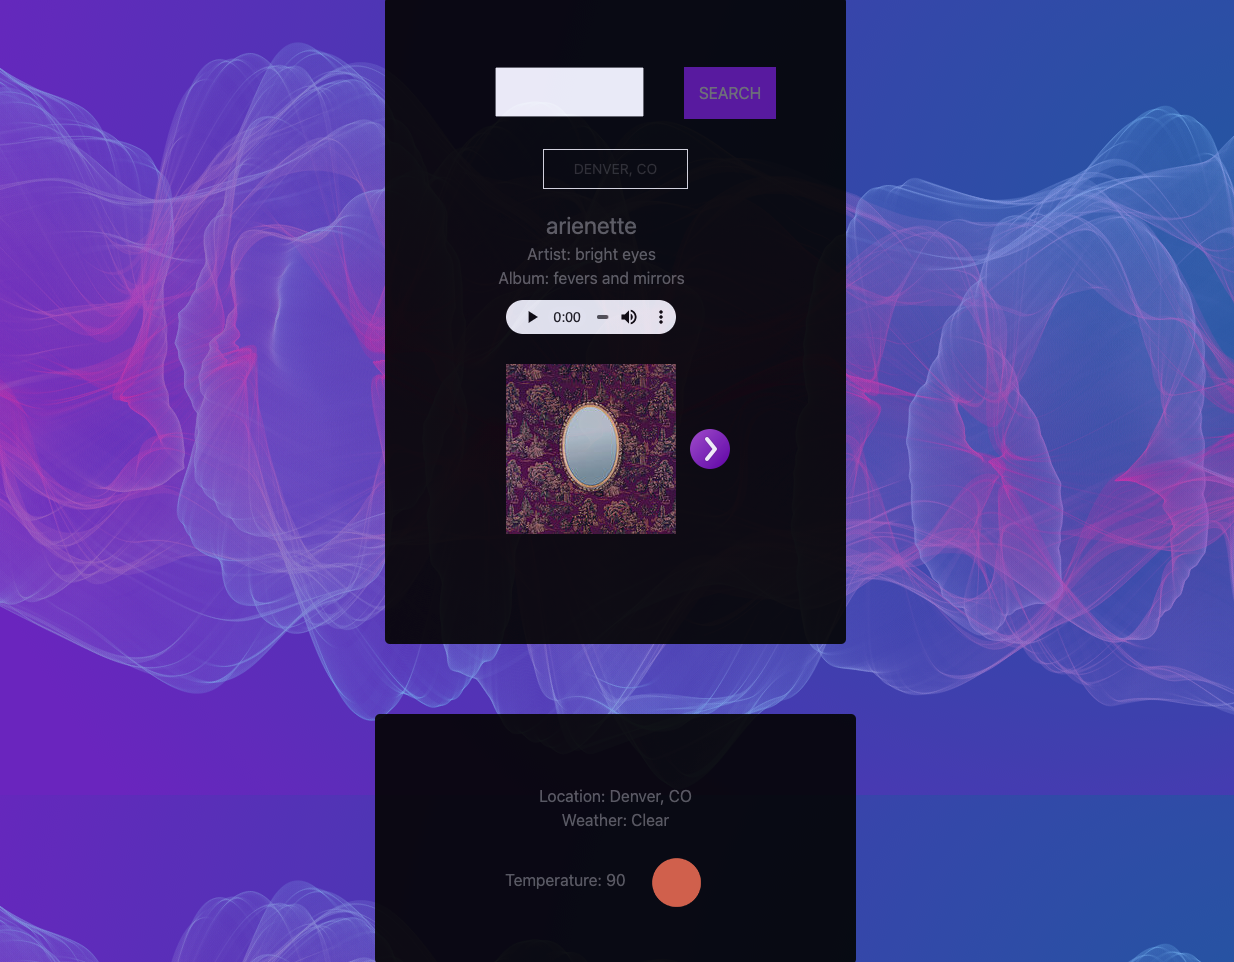 SEARCH
DENVER, CO
arienette
Artist: bright eyes
Album: fevers and mirrors
0:00
Location: Denver, CO
Weather: Clear
Temperature: 90